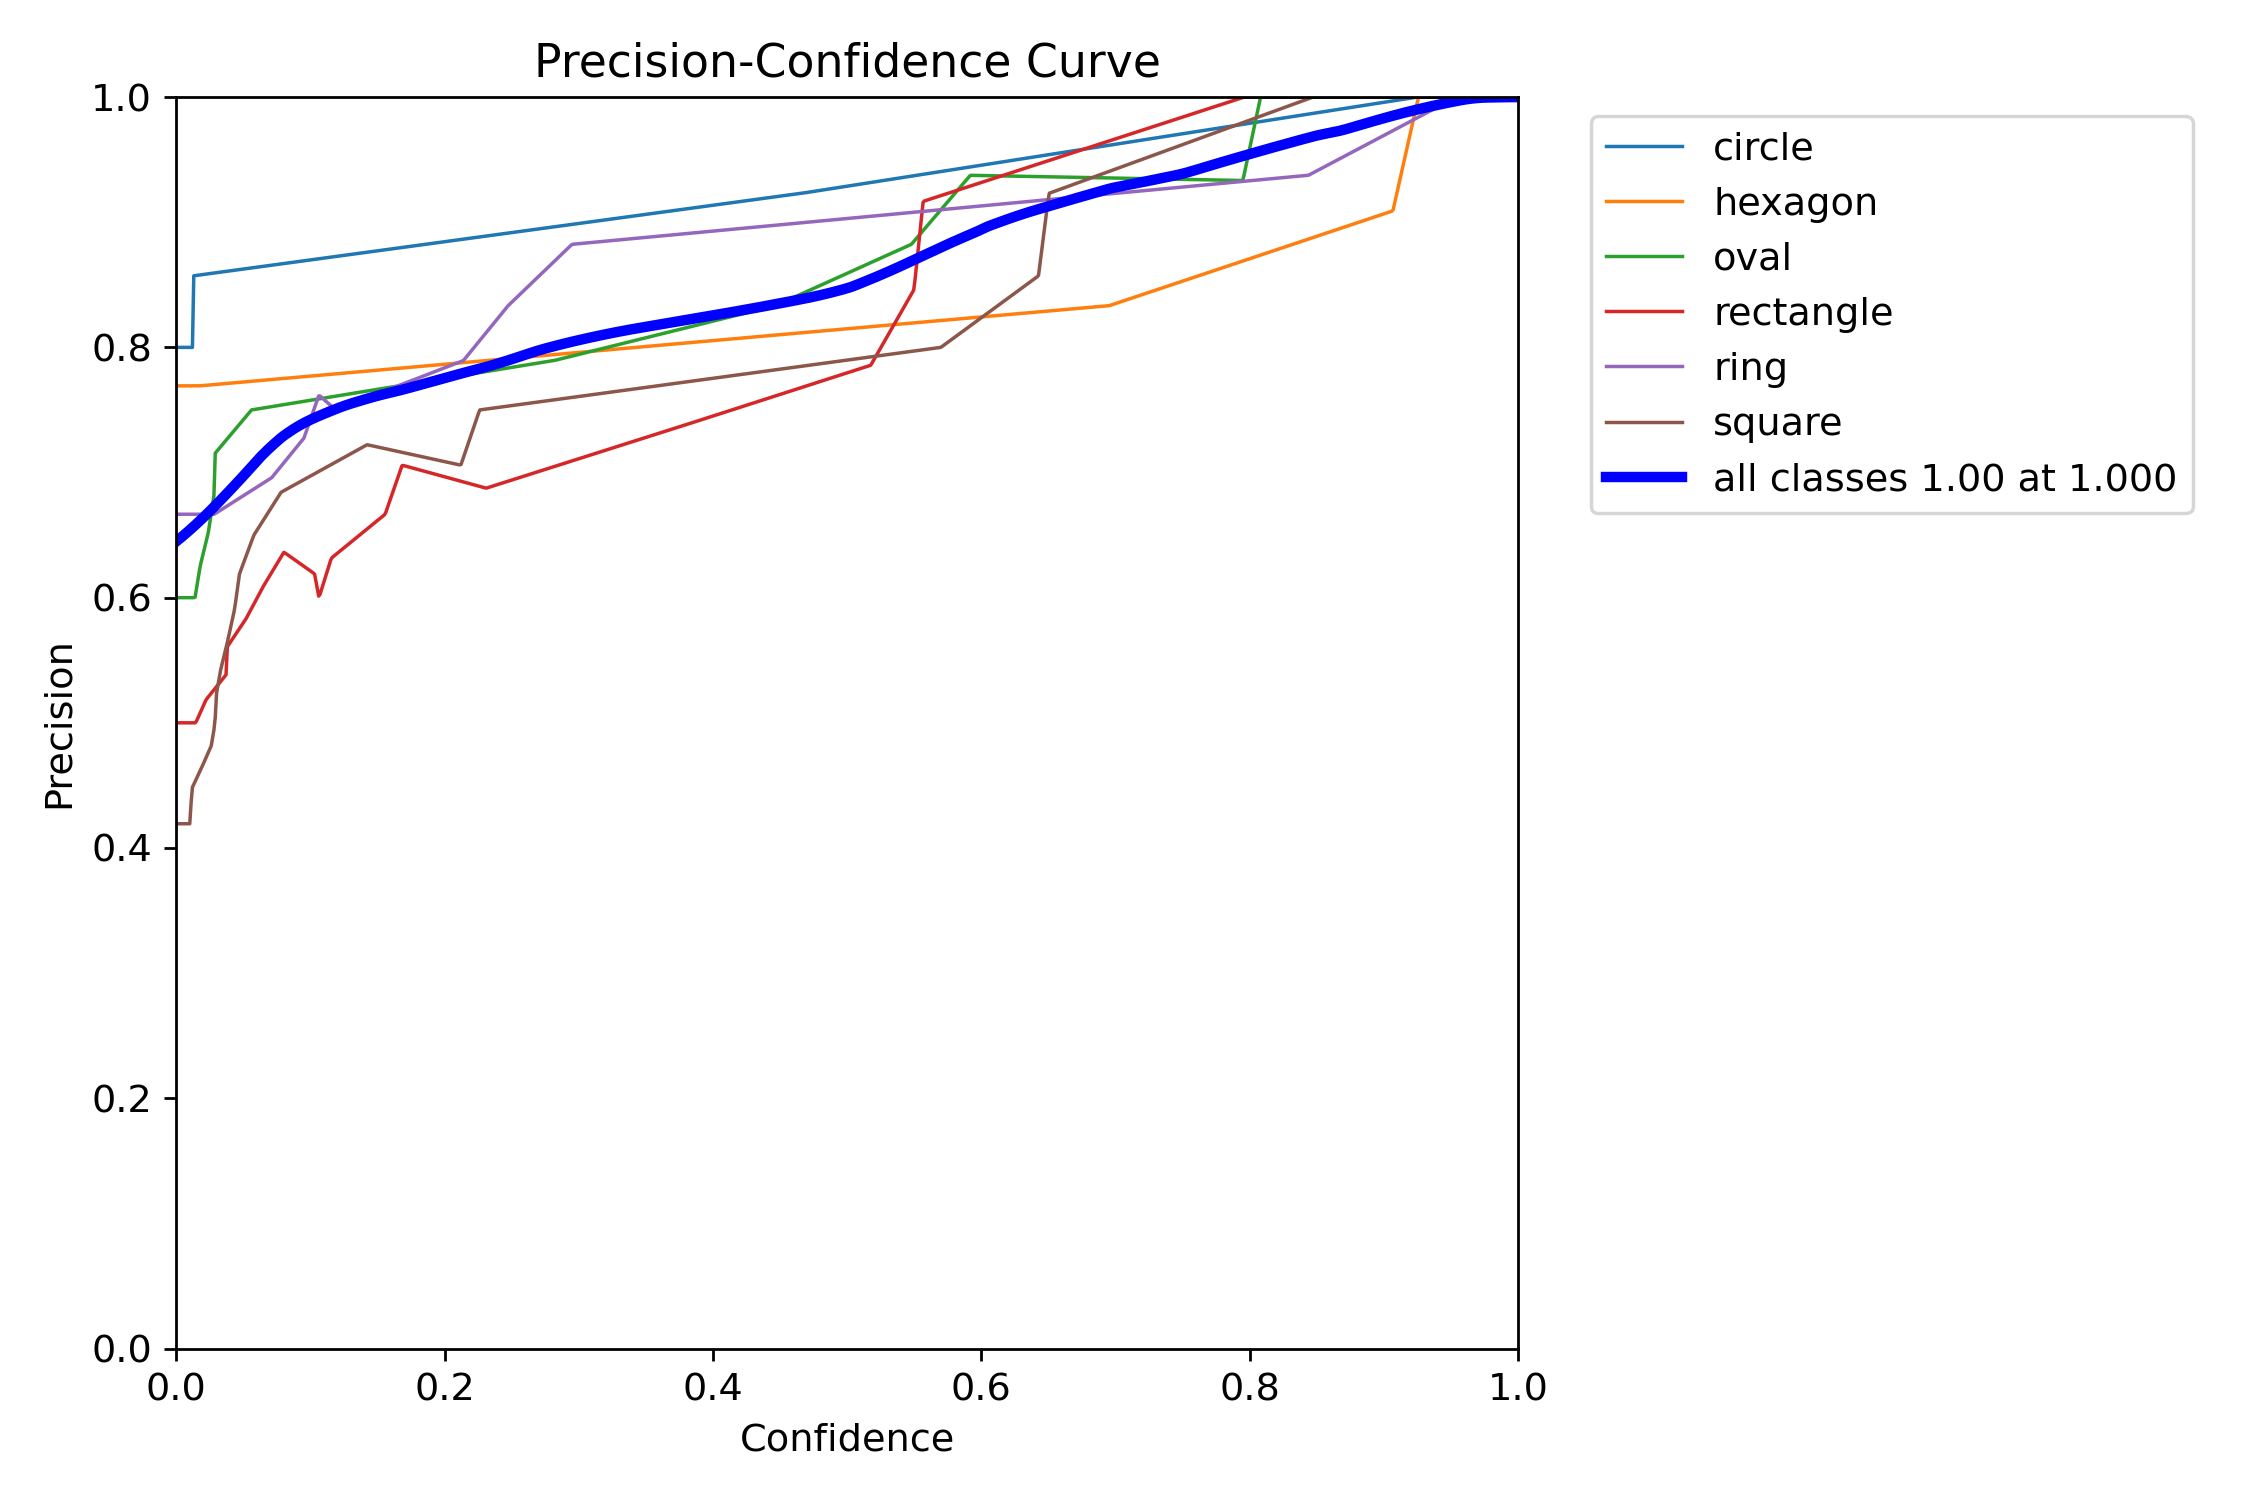 Precision-Confidence Curve
1.0
0.8
0.6
0.4
0.2
0.0
Precision
0.0 0.2 0.4 0.6 0.8 1.0
Confidence
circle
hexagon
oval
rectangle
ring
square
all classes 1.00 at 1.000